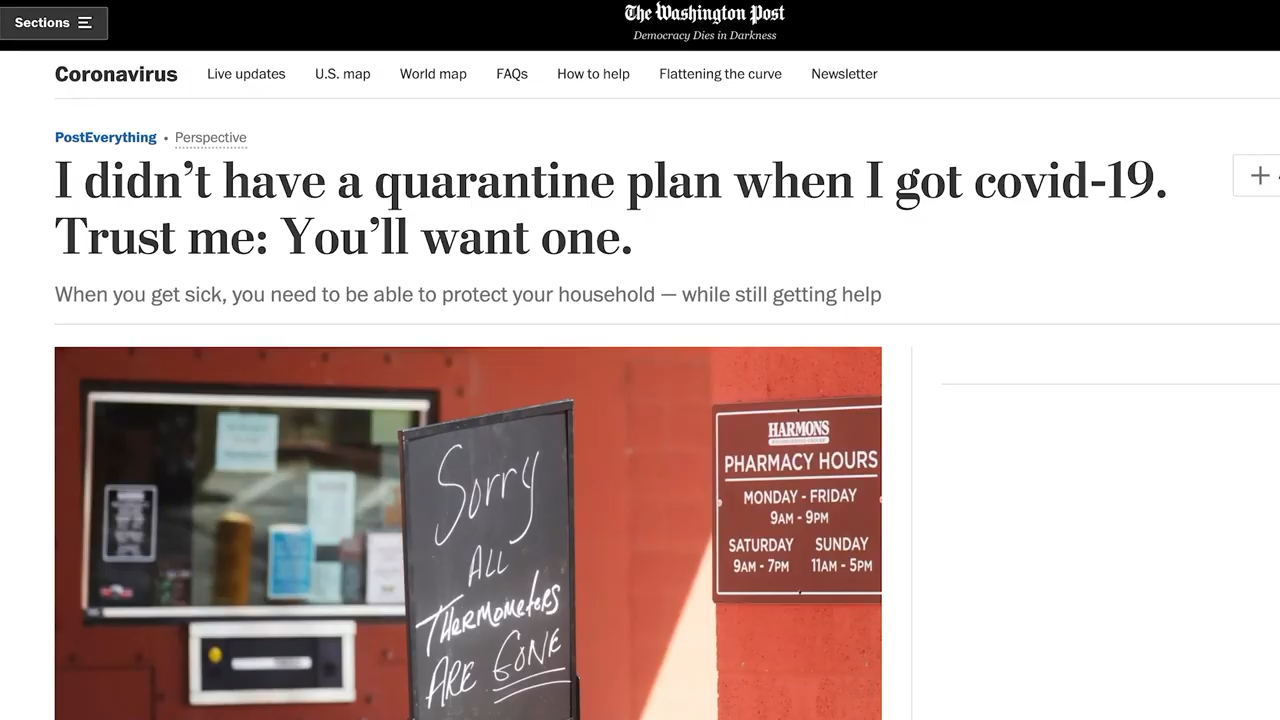 Sections
The Washington Post
Democracy Dies in Darkness
Coronavirus Live updates U.S. map World map FAQs How to help Flattening the curve Newsletter
PostEverything • Perspective
I didn’t have a quarantine plan when I got covid-19.
Trust me: You’ll want one.
When you get sick, you need to be able to protect your household — while still getting help
Sorry
ALL
THERMOMETERS
ARE GONE
HARMONS
PHARMACY HOURS
MONDAY - FRIDAY
9AM - 9PM
SATURDAY SUNDAY
9AM - 7PM 11AM - 5PM